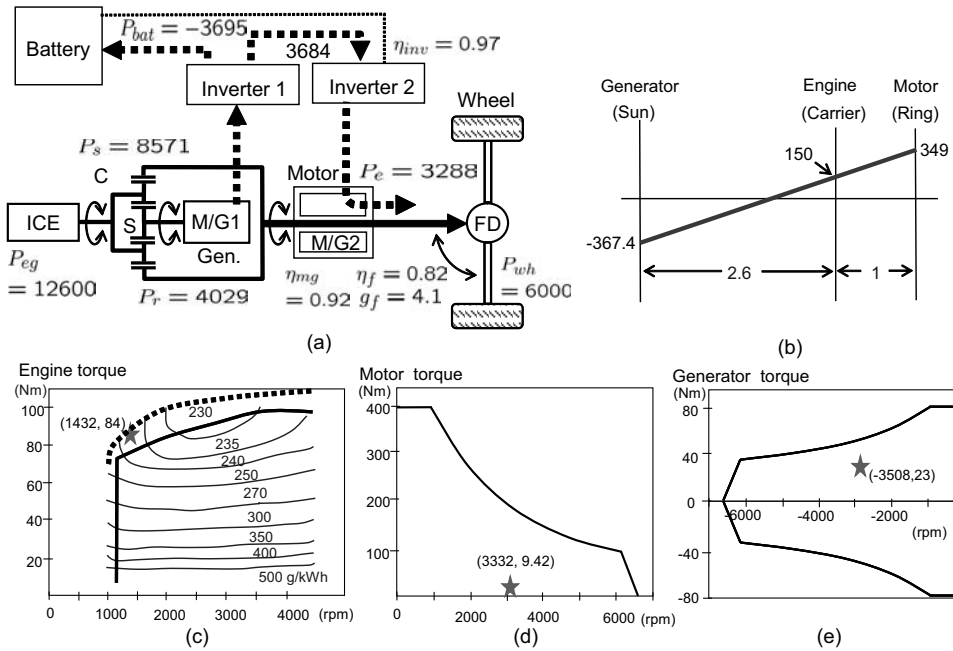 (a)
Battery
P_bat = −3695
3684
η_inv = 0.97
Inverter 1
Inverter 2
Wheel
P_s = 8571
C
Motor
P_e = 3288
ICE
S
M/G1
FD
M/G2
Gen.
P_eg
= 12600
P_r = 4029
η_mg
= 0.92
η_f = 0.82
g_f = 4.1
P_wh
= 6000
Generator
(Sun)
Engine
(Carrier)
Motor
(Ring)
150
349
-367.4
2.6
1
(b)
Engine torque
(Nm)
100
80
60
40
20
(1432, 84)
230
235
240
250
270
300
350
400
500 g/kWh
0
1000
2000
3000
4000
rpm
(c)
Motor torque
(Nm)
400
300
200
100
(3332, 9.42)
0
2000
4000
6000
(rpm)
(d)
Generator torque
(Nm)
80
40
0
-40
-80
(-3508,23)
-6000
-4000
-2000
(rpm)
(e)